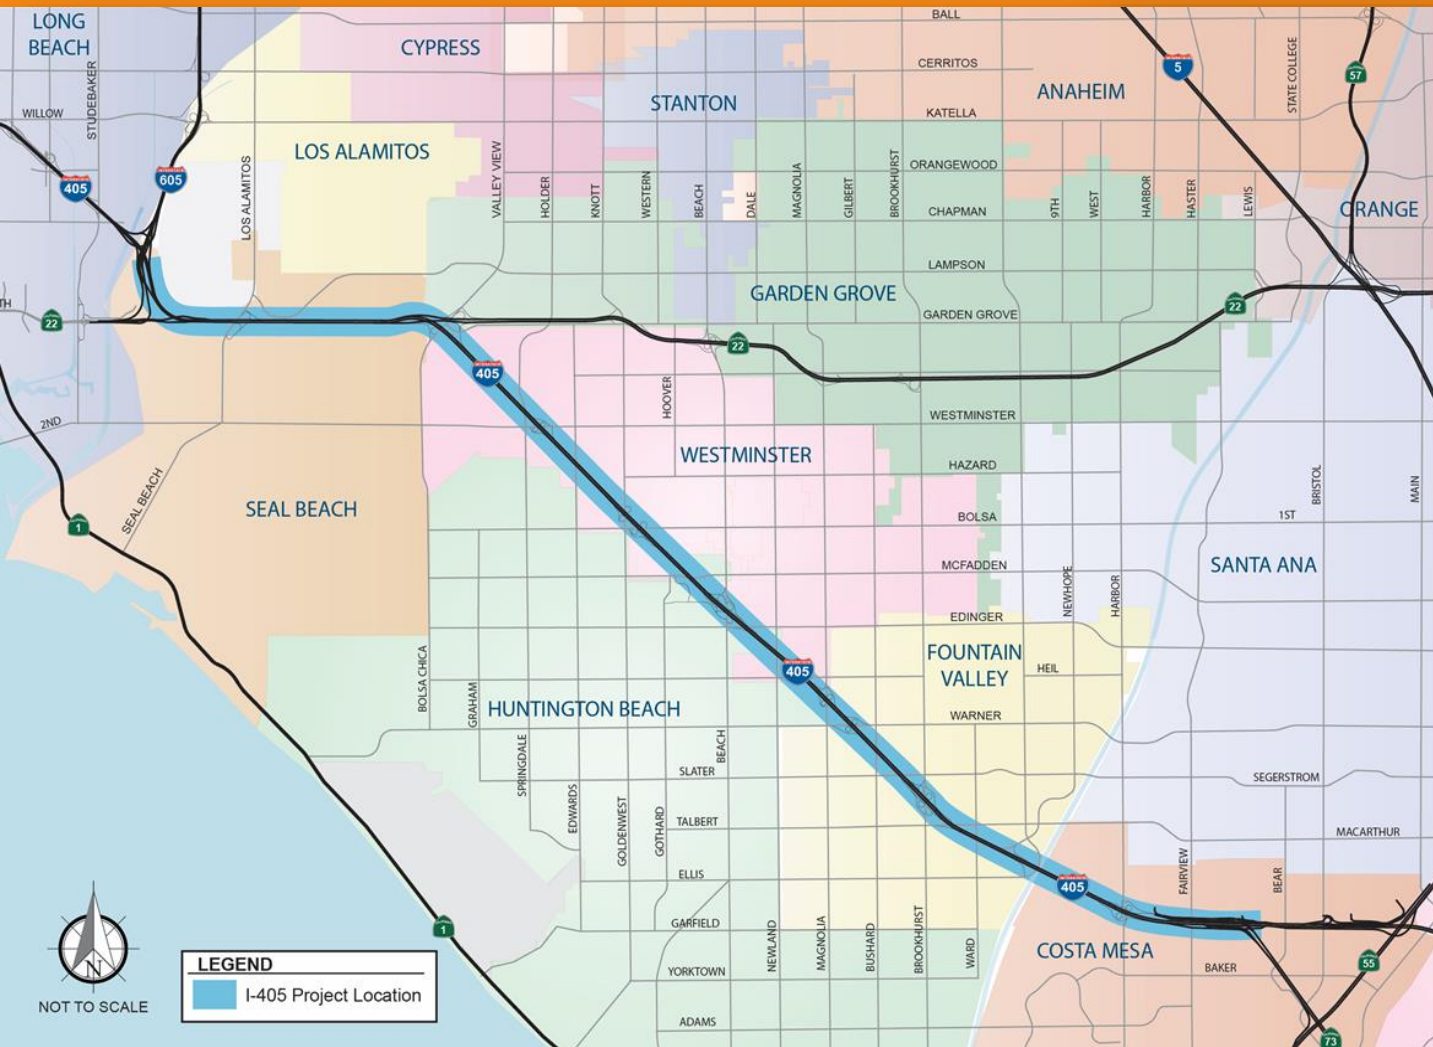 LONG
BEACH
CYPRESS
BALL
CERRITOS
STANTON
ANAHEIM
5
57
STATE COLLEGE
STUDEBAKER
WILLOW
KATELLA
LOS ALAMITOS
ORANGEWOOD
405
605
LOS ALAMITOS
VALLEY VIEW
HOLDER
KNOTT
WESTERN
BEACH
DALE
MAGNOLIA
GILBERT
BROOKHURST
CHAPMAN
9TH
WEST
HARBOR
HASTER
LEWIS
ORANGE
LAMPSON
GARDEN GROVE
TH
22
GARDEN GROVE
22
22
405
HOOVER
WESTMINSTER
2ND
WESTMINSTER
HAZARD
SEAL BEACH
SEAL BEACH
1
BOLSA
BRISTOL
MAIN
1ST
MCFADDEN
SANTA ANA
NEWHOPE
HARBOR
EDINGER
FOUNTAIN
VALLEY
HEIL
405
BOLSA CHICA
GRAHAM
HUNTINGTON BEACH
WARNER
SPRINGDALE
BEACH
SLATER
SEGERSTROM
EDWARDS
GOLDENWEST
GOTHARD
TALBERT
MACARTHUR
ELLIS
405
FAIRVIEW
BEAR
1
GARFIELD
NEWLAND
MAGNOLIA
BUSHARD
BROOKHURST
WARD
COSTA MESA
YORKTOWN
BAKER
55
ADAMS
73
N
NOT TO SCALE
LEGEND
I-405 Project Location